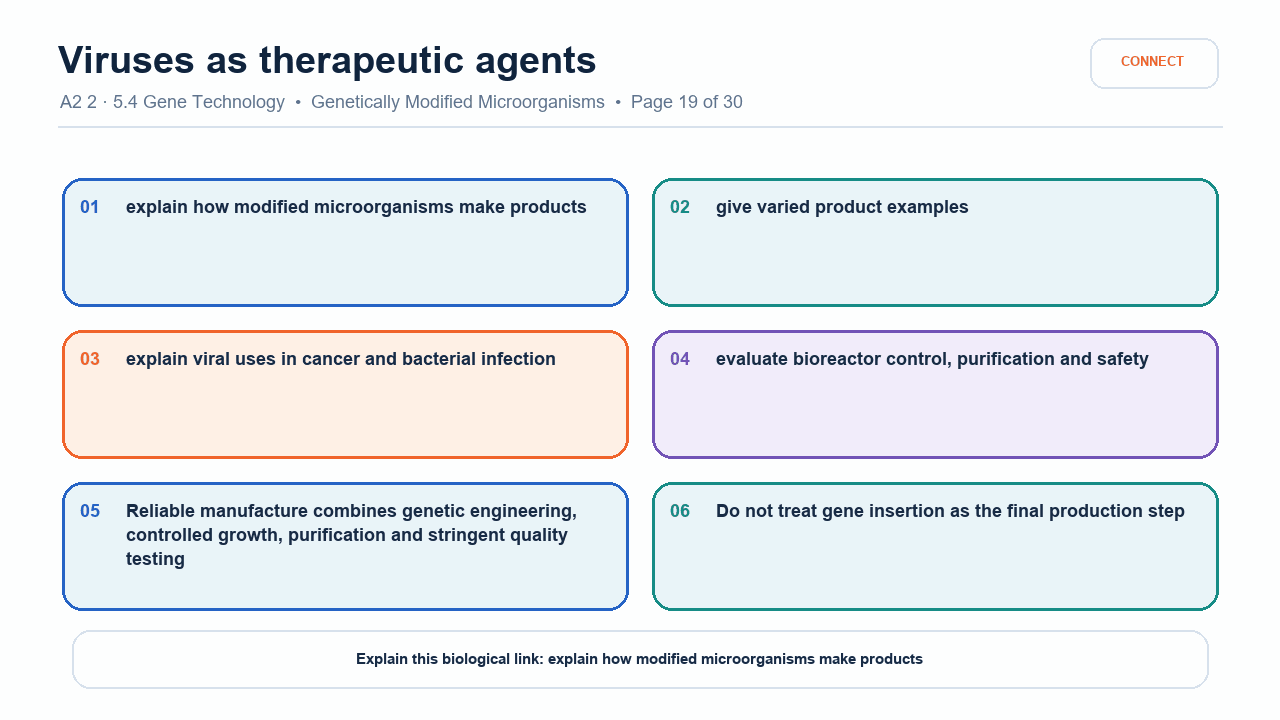 Viruses as therapeutic agents
CONNECT
A2 2 · 5.4 Gene Technology • Genetically Modified Microorganisms • Page 19 of 30
01 explain how modified microorganisms make products
02 give varied product examples
03 explain viral uses in cancer and bacterial infection
04 evaluate bioreactor control, purification and safety
05 Reliable manufacture combines genetic engineering,
controlled growth, purification and stringent quality
testing
06 Do not treat gene insertion as the final production step
Explain this biological link: explain how modified microorganisms make products